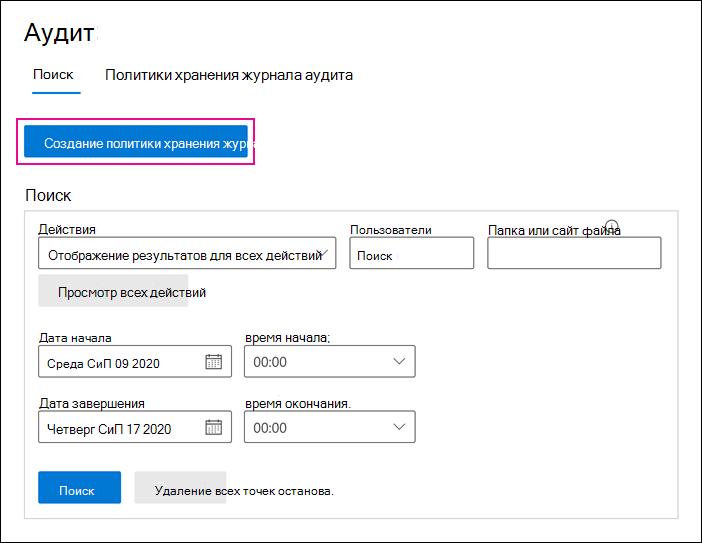 Аудит
Поиск Политики хранения журнала аудита
Создание политики хранения журна
Поиск
Действия Пользователи Папка или сайт файла
Отображение результатов для всех действий Поиск
Просмотр всех действий
Дата начала время начала;
Среда СиП 09 2020 00:00
Дата завершения время окончания.
Четверг СиП 17 2020 00:00
Поиск Удаление всех точек останова.